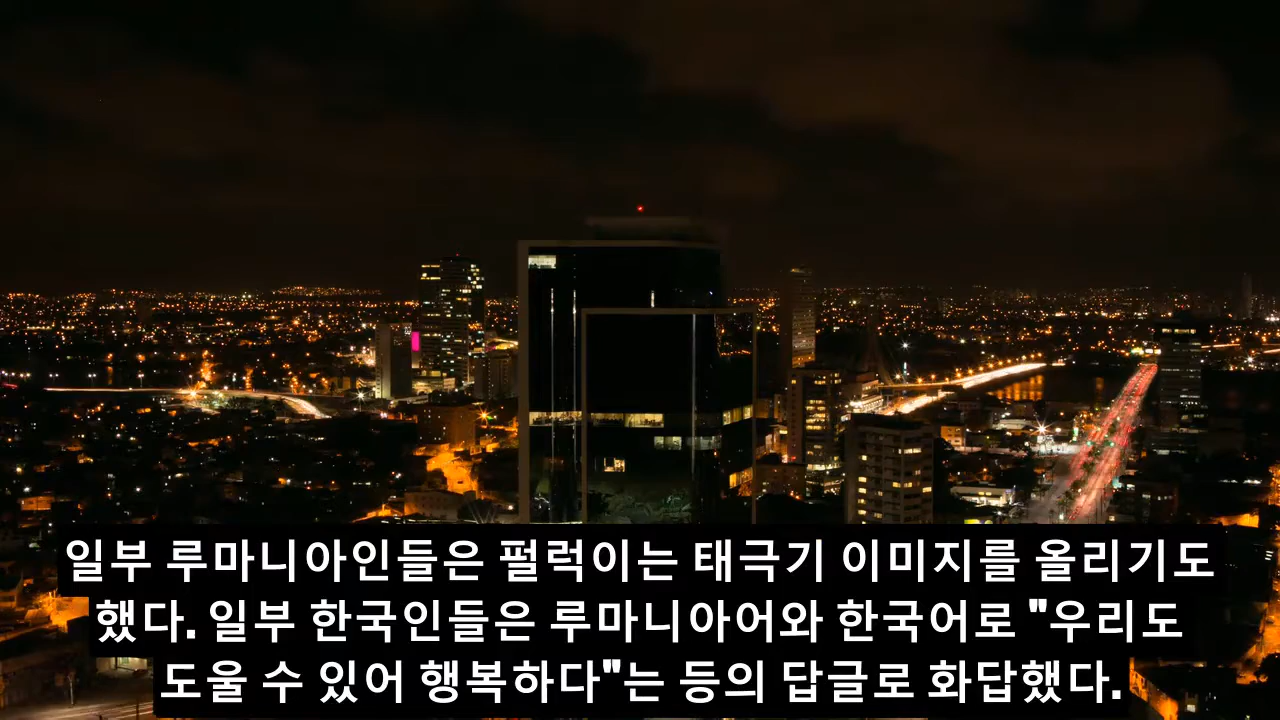 일부 루마니아인들은 펄럭이는 태극기 이미지를 올리기도
했다. 일부 한국인들은 루마니아어와 한국어로 "우리도
도울 수 있어 행복하다"는 등의 답글로 화답했다.